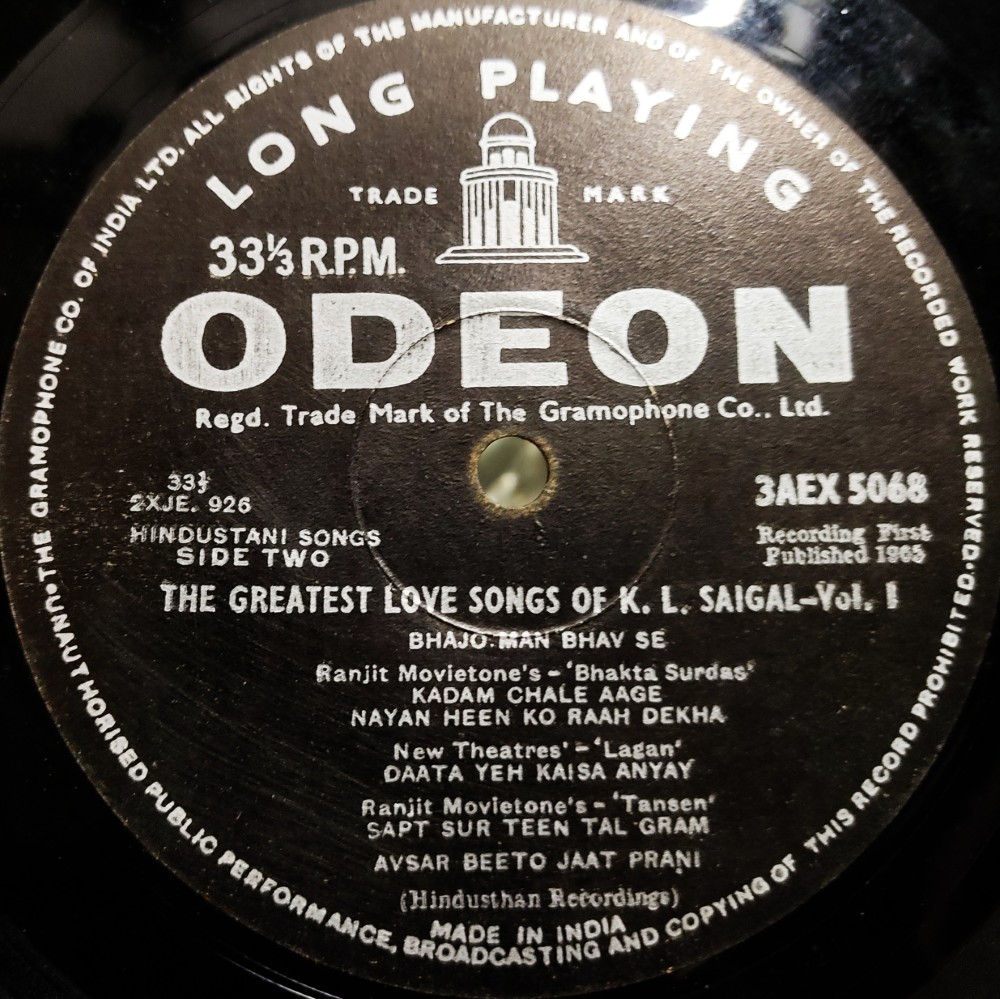 THE GRAMOPHONE CO. OF INDIA LTD. ALL RIGHTS OF THE MANUFACTURER AND OF THE OWNER OF THE RECORDED WORK RESERVED.
UNAUTHORISED PUBLIC PERFORMANCE, BROADCASTING AND COPYING OF THIS RECORD PROHIBITED.
LONG PLAYING
TRADE MARK
33⅓ R.P.M.
ODEON
Regd. Trade Mark of The Gramophone Co., Ltd.
33⅓
2XJE. 926
HINDUSTANI SONGS
SIDE TWO
3AEX 5068
Recording First
Published 1965
THE GREATEST LOVE SONGS OF K. L. SAIGAL-Vol. I
BHAJO MAN BHAV SE
Ranjit Movietone's - 'Bhakta Surdas'
KADAM CHALE AAGE
NAYAN HEEN KO RAAH DEKHA
New Theatres' - 'Lagan'
DAATA YEH KAISA ANYAY
Ranjit Movietone's - 'Tansen'
SAPT SUR TEEN TAL GRAM
AVSAR BEETO JAAT PRANI
(Hindusthan Recordings)
MADE IN INDIA